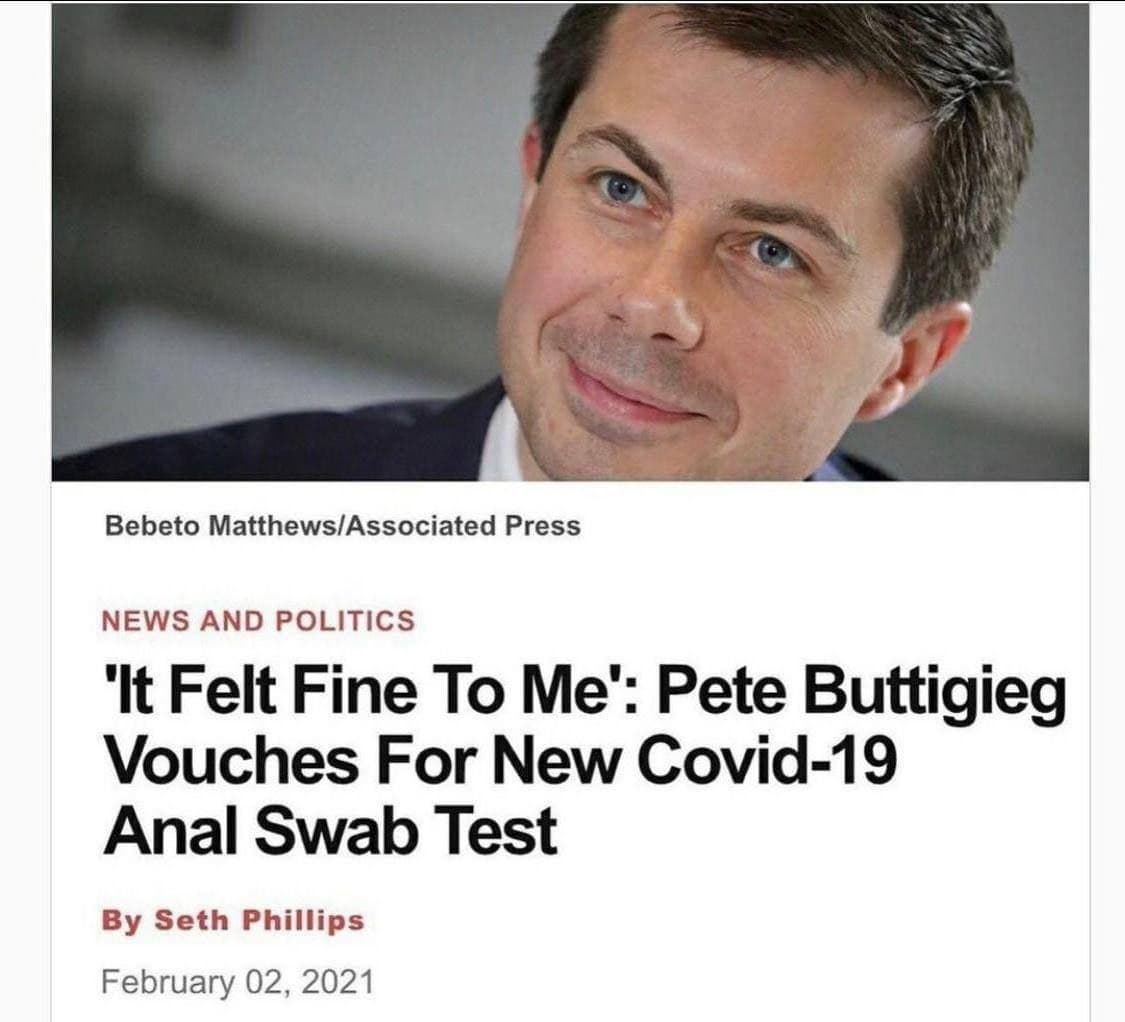 Bebeto Matthews/Associated Press
NEWS AND POLITICS
'It Felt Fine To Me': Pete Buttigieg
Vouches For New Covid-19
Anal Swab Test
By Seth Phillips
February 02, 2021